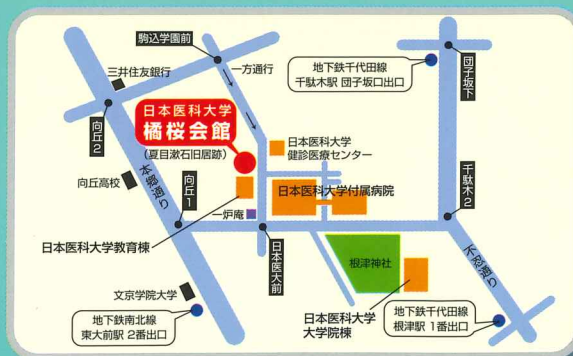 駒込学園前
三井住友銀行
一方通行
地下鉄千代田線
千駄木駅 団子坂口出口
団子坂下
向丘2
日本医科大学
橘桜会館
(夏目漱石旧居跡)
日本医科大学
健診医療センター
向丘高校
本郷通り
向丘1
日本医科大学付属病院
千駄木2
一炉庵
日本医科大学教育棟
日本医大前
根津神社
不忍通り
文京学院大学
地下鉄南北線
東大前駅 2番出口
日本医科大学
大学院棟
地下鉄千代田線
根津駅 1番出口